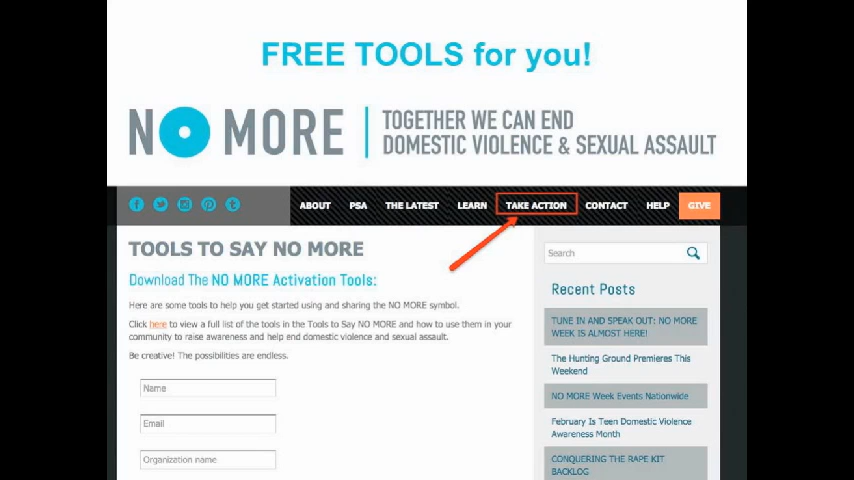 FREE TOOLS for you!
NO MORE
TOGETHER WE CAN END
DOMESTIC VIOLENCE & SEXUAL ASSAULT
ABOUT PSA THE LATEST LEARN TAKE ACTION CONTACT HELP GIVE
TOOLS TO SAY NO MORE
Download The NO MORE Activation Tools:
Here are some tools to help you get started using and sharing the NO MORE symbol.
Click here to view a full list of the tools in the Tools to Say NO MORE and how to use them in your
community to raise awareness and help end domestic violence and sexual assault.
Be creative! The possibilities are endless.
Name
Email
Organization name
Search
Recent Posts
TUNE IN AND SPEAK OUT: NO MORE
WEEK IS ALMOST HERE!
The Hunting Ground Premieres This
Weekend
NO MORE Week Events Nationwide
February Is Teen Domestic Violence
Awareness Month
CONQUERING THE RAPE KIT
BACKLOG